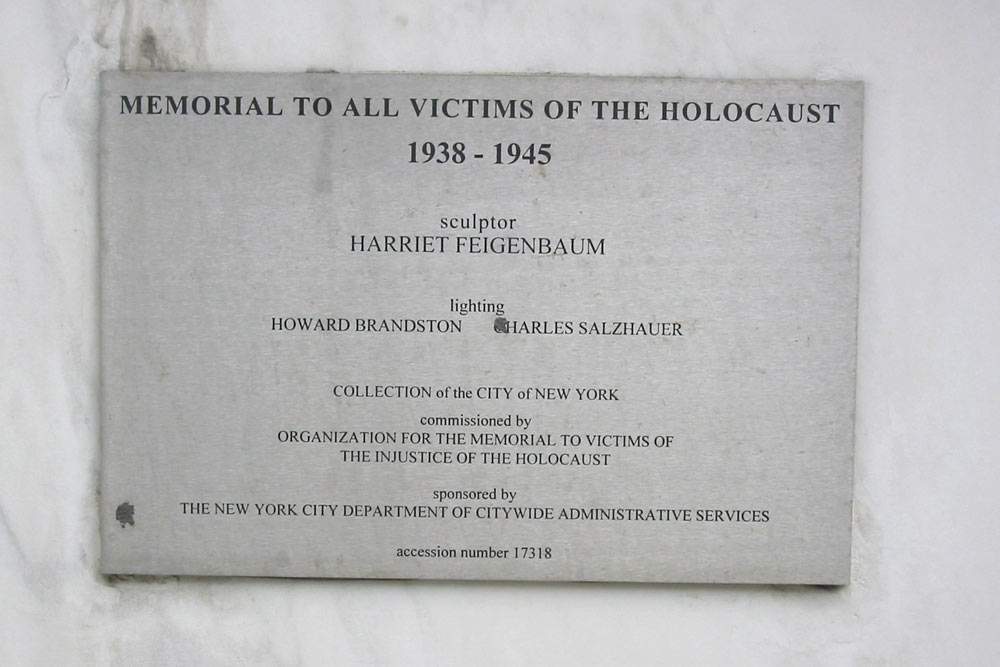 MEMORIAL TO ALL VICTIMS OF THE HOLOCAUST
1938 - 1945
sculptor
HARRIET FEIGENBAUM
lighting
HOWARD BRANDSTON CHARLES SALZHAUER
COLLECTION of the CITY of NEW YORK
commissioned by
ORGANIZATION FOR THE MEMORIAL TO VICTIMS OF
THE INJUSTICE OF THE HOLOCAUST
sponsored by
THE NEW YORK CITY DEPARTMENT OF CITYWIDE ADMINISTRATIVE SERVICES
accession number 17318